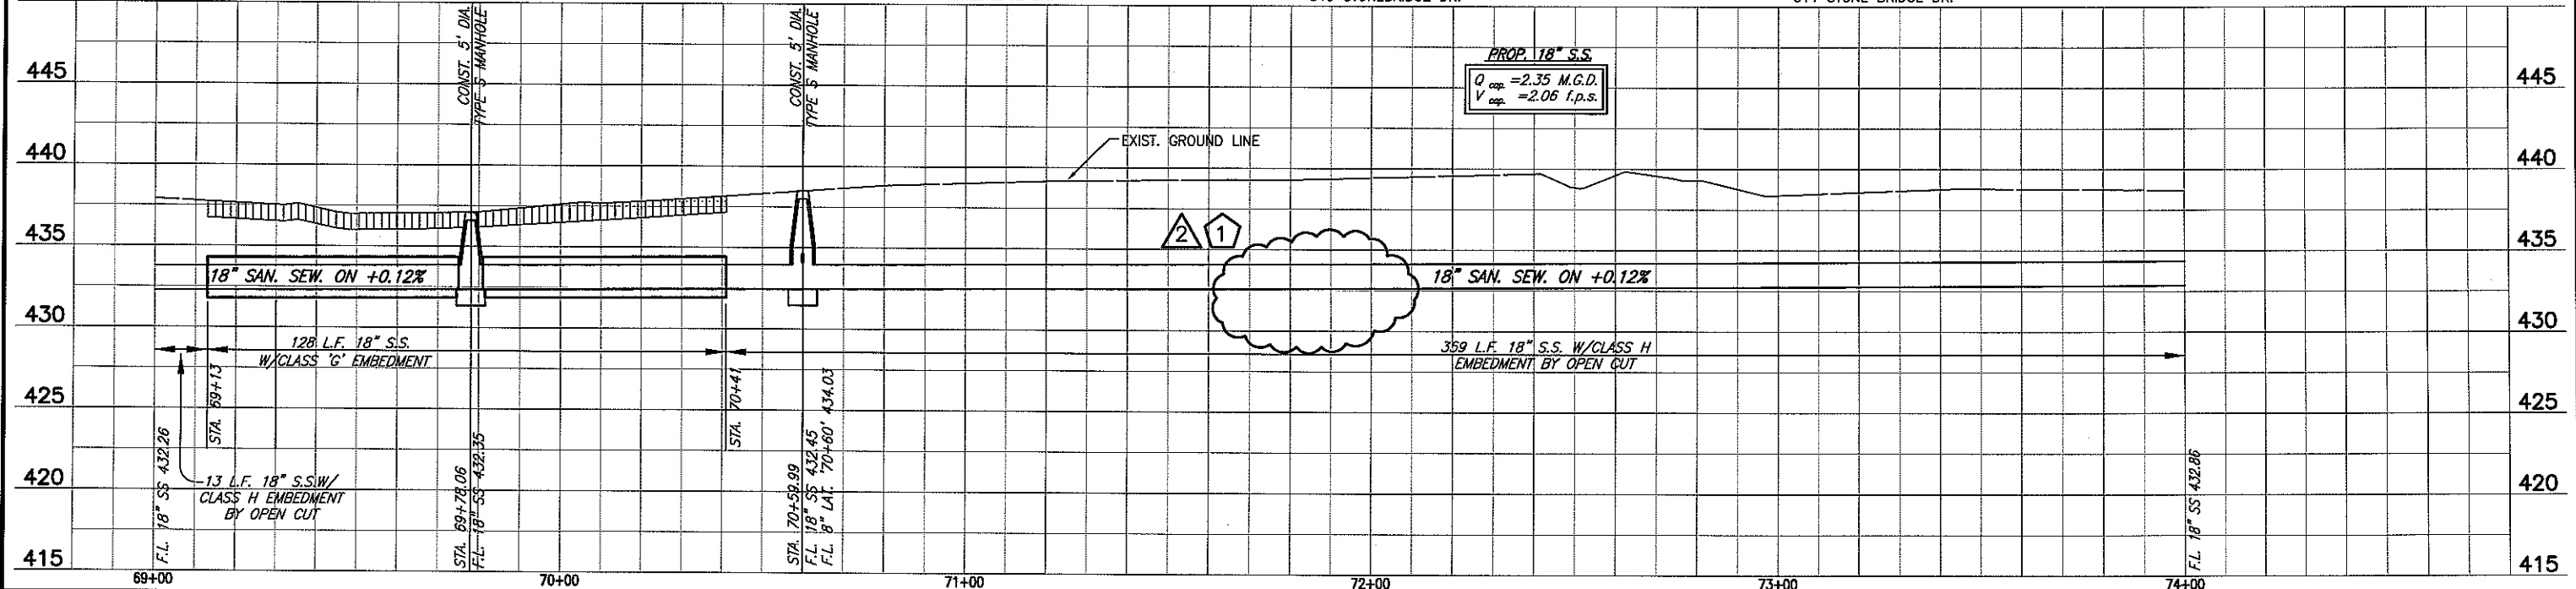 CONST. 5' DIA.
TYPE S MANHOLE
CONST. 5' DIA.
TYPE S MANHOLE
PROP. 18" S.S.
Q cap. =2.35 M.G.D.
V cap. =2.06 f.p.s.
445
445
440
EXIST. GROUND LINE
440
435
2
1
435
18" SAN. SEW. ON +0.12%
18" SAN. SEW. ON +0.12%
430
430
128 L.F. 18" S.S.
W/CLASS 'G' EMBEDMENT
359 L.F. 18" S.S. W/CLASS H
EMBEDMENT BY OPEN CUT
425
STA. 69+13
STA. 70+41
425
420
13 L.F. 18" S.S.W/
CLASS H EMBEDMENT
BY OPEN CUT
420
F.L. 18" SS 432.26
STA. 69+78.06
F.L. 18" SS 432.35
STA. 70+59.99
F.L. 18" SS 432.45
F.L. 8" LAT. '70+60' 434.03
F.L. 18" SS 432.86
415
415
69+00
70+00
71+00
72+00
73+00
74+00